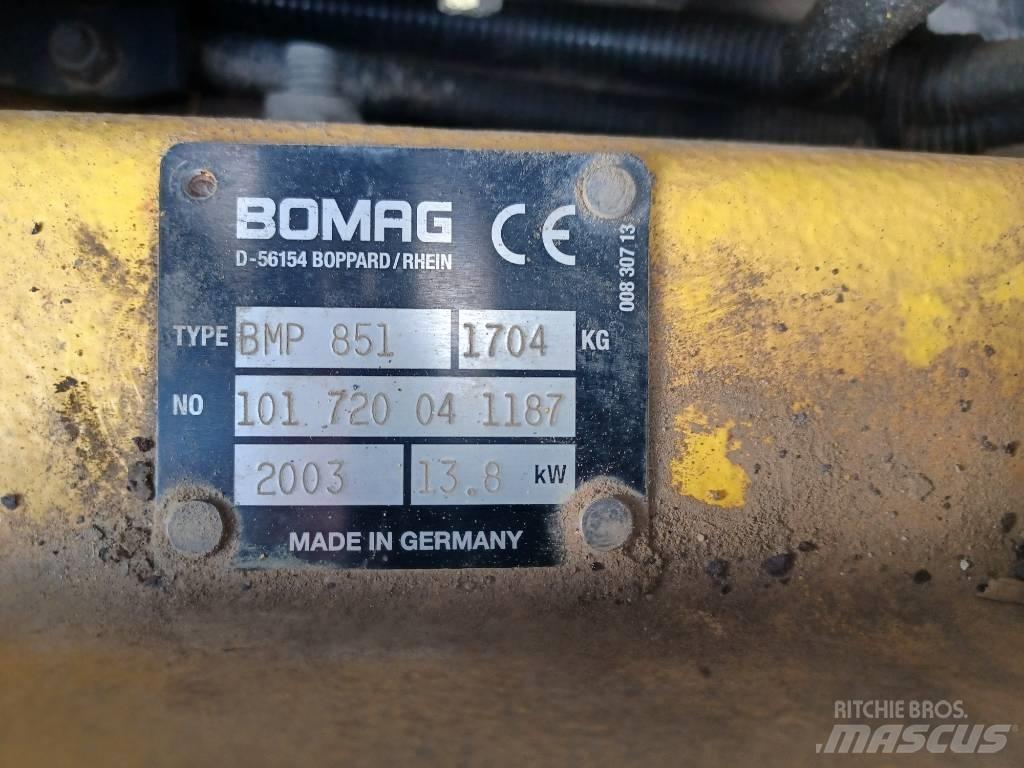 BOMAG CE
D-56154 BOPPARD/RHEIN
008 307 13
TYPE BMP 851 1704 KG
NO 101 720 04 1187
2003 13.8 kW
MADE IN GERMANY
RITCHIE BROS.
MASCUS